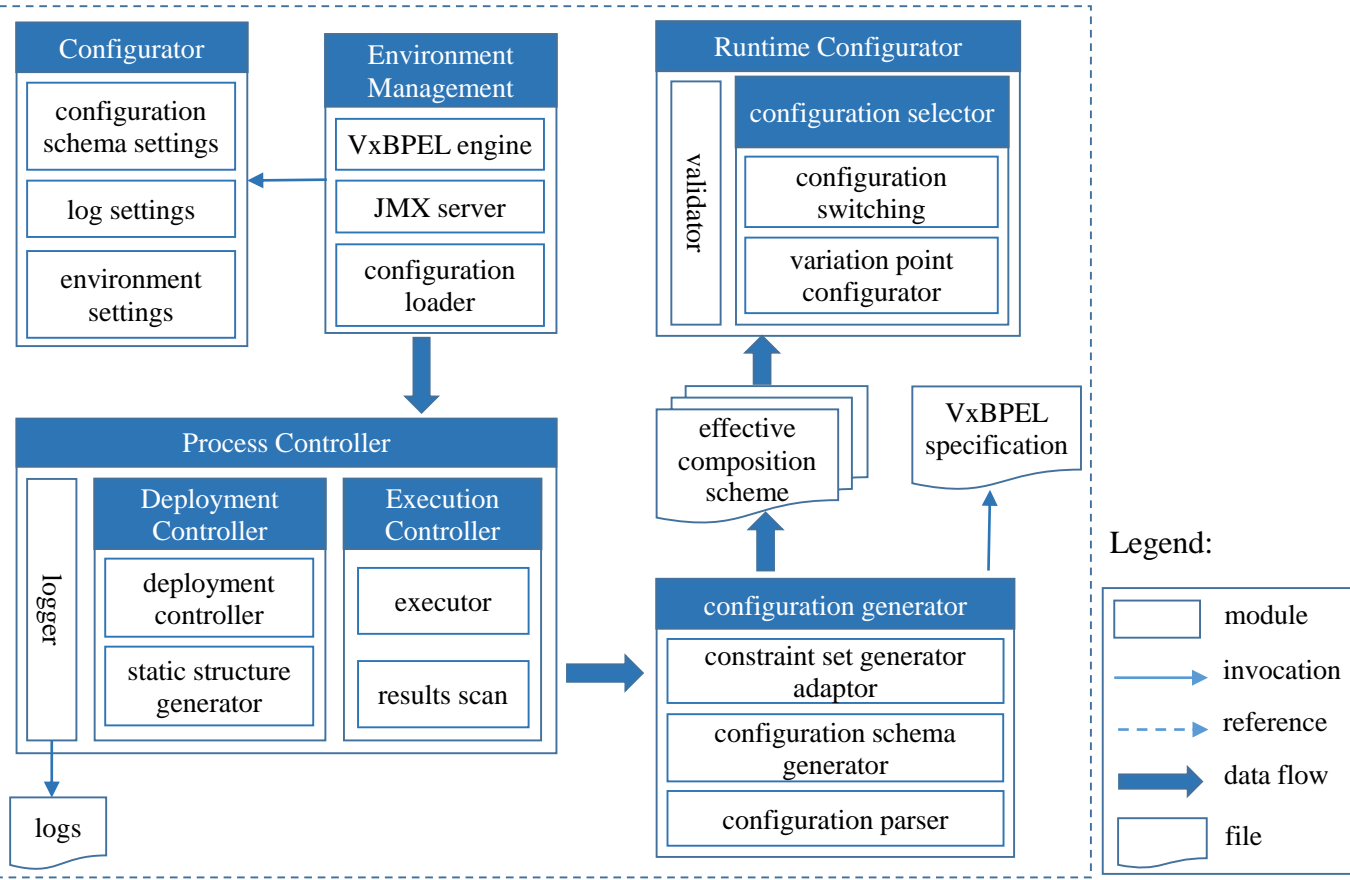 Configurator
configuration
schema settings
log settings
environment
settings
Environment
Management
VxBPEL engine
JMX server
configuration
loader
Runtime Configurator
validator
configuration selector
configuration
switching
variation point
configurator
Process Controller
logger
Deployment
Controller
deployment
controller
static structure
generator
Execution
Controller
executor
results scan
logs
effective
composition
scheme
VxBPEL
specification
configuration generator
constraint set generator
adaptor
configuration schema
generator
configuration parser
Legend:
module
invocation
reference
data flow
file